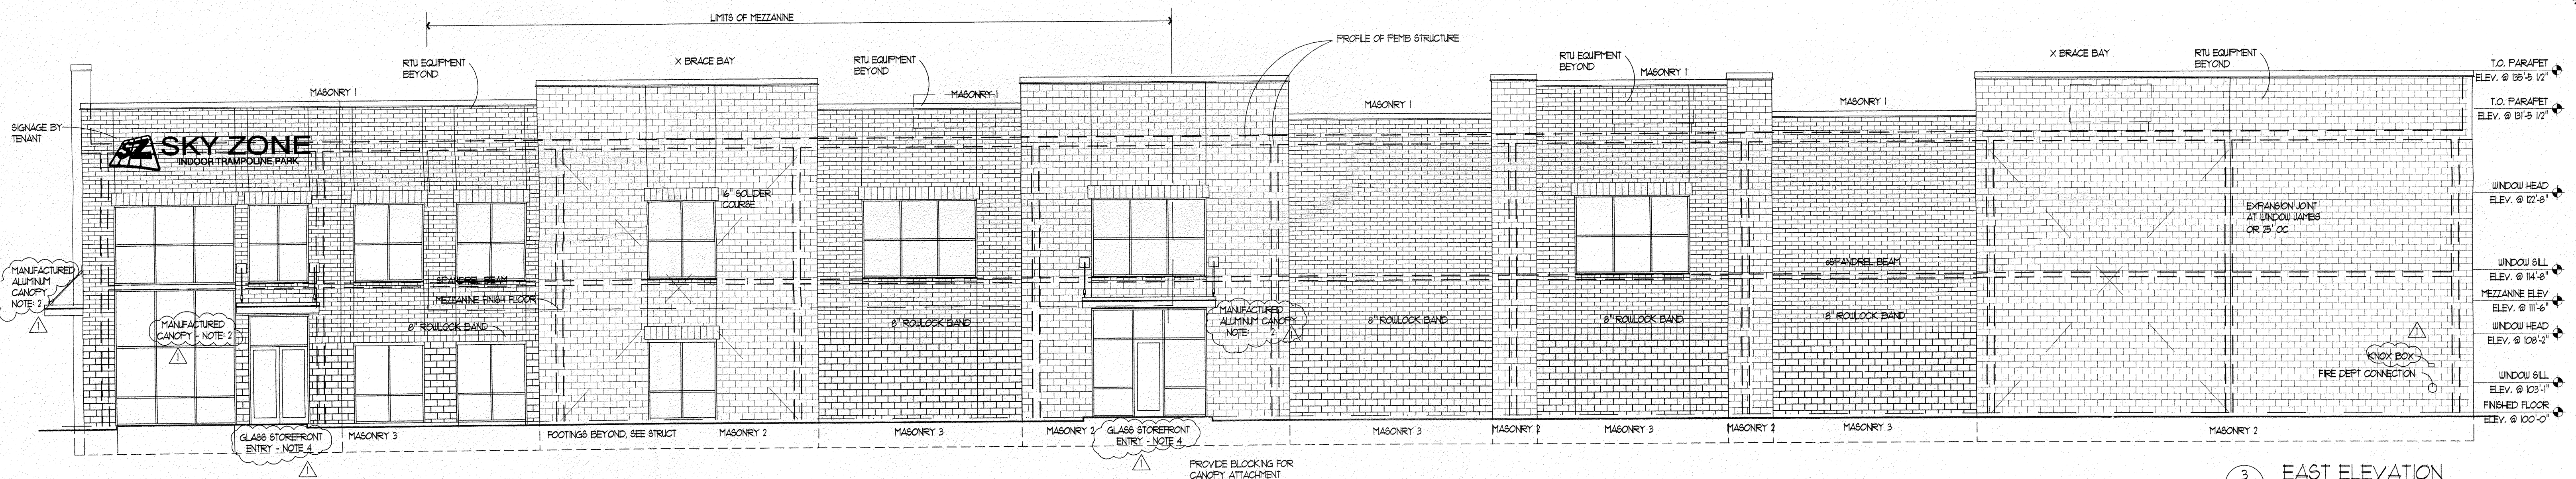 LIMITS OF MEZZANINE
PROFILE OF PEMB STRUCTURE
RTU EQUIPMENT
BEYOND
X BRACE BAY
RTU EQUIPMENT
BEYOND
RTU EQUIPMENT
BEYOND
MASONRY 1
X BRACE BAY
RTU EQUIPMENT
BEYOND
MASONRY 1
MASONRY 1
MASONRY 1
MASONRY 1
T.O. PARAPET
ELEV. @ 135'-5 1/2"
T.O. PARAPET
ELEV. @ 131'-5 1/2"
SIGNAGE BY
TENANT
SZ SKY ZONE
INDOOR TRAMPOLINE PARK
16" SOLIDER
COURSE
WINDOW HEAD
ELEV. @ 122'-8"
EXPANSION JOINT
AT WINDOW JAMBS
OR 25' OC
MANUFACTURED
ALUMINUM
CANOPY
NOTE: 2
1
SPANDREL BEAM
MEZZANINE FINISH FLOOR
SPANDREL BEAM
WINDOW SILL
ELEV. @ 114'-8"
MEZZANINE ELEV
ELEV. @ 111'-6"
MANUFACTURED
CANOPY - NOTE: 2
1
8" ROWLOCK BAND
8" ROWLOCK BAND
MANUFACTURED
ALUMINUM CANOPY
NOTE: 2
1
8" ROWLOCK BAND
8" ROWLOCK BAND
8" ROWLOCK BAND
1
WINDOW HEAD
ELEV. @ 108'-2"
KNOX BOX
FIRE DEPT CONNECTION
WINDOW SILL
ELEV. @ 103'-1"
FINISHED FLOOR
ELEV. @ 100'-0"
GLASS STOREFRONT
ENTRY - NOTE 4
1
MASONRY 3
FOOTINGS BEYOND, SEE STRUCT
MASONRY 2
MASONRY 3
MASONRY 2
GLASS STOREFRONT
ENTRY - NOTE 4
1
MASONRY 3
MASONRY 2
MASONRY 3
MASONRY 2
MASONRY 3
MASONRY 2
PROVIDE BLOCKING FOR
CANOPY ATTACHMENT
3 EAST ELEVATION